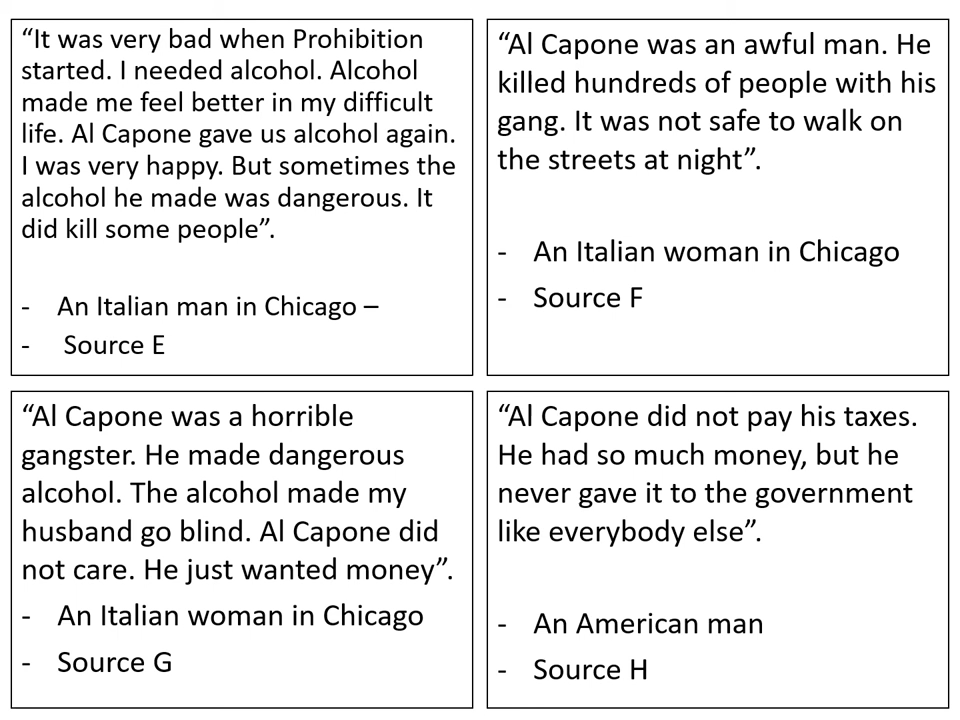 “It was very bad when Prohibition
started. I needed alcohol. Alcohol
made me feel better in my difficult
life. Al Capone gave us alcohol again.
I was very happy. But sometimes the
alcohol he made was dangerous. It
did kill some people”.
- An Italian man in Chicago –
- Source E
“Al Capone was an awful man. He
killed hundreds of people with his
gang. It was not safe to walk on
the streets at night”.
- An Italian woman in Chicago
- Source F
“Al Capone was a horrible
gangster. He made dangerous
alcohol. The alcohol made my
husband go blind. Al Capone did
not care. He just wanted money”.
- An Italian woman in Chicago
- Source G
“Al Capone did not pay his taxes.
He had so much money, but he
never gave it to the government
like everybody else”.
- An American man
- Source H